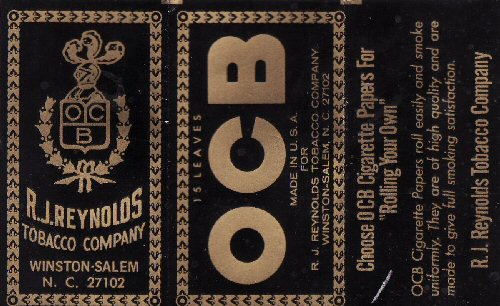 O C
B
R.J.REYNOLDS
TOBACCO COMPANY
WINSTON-SALEM
N. C. 27102
15 LEAVES
OCB
MADE IN U.S.A.
FOR
R. J. REYNOLDS TOBACCO COMPANY
WINSTON-SALEM, N. C. 27102
Choose OCB Cigarette Papers For
"Rolling Your Own"
OCB Cigarette Papers roll easily and smoke
uniformly. They are of high quality and are
made to give full smoking satisfaction.
R. J. Reynolds Tobacco Company